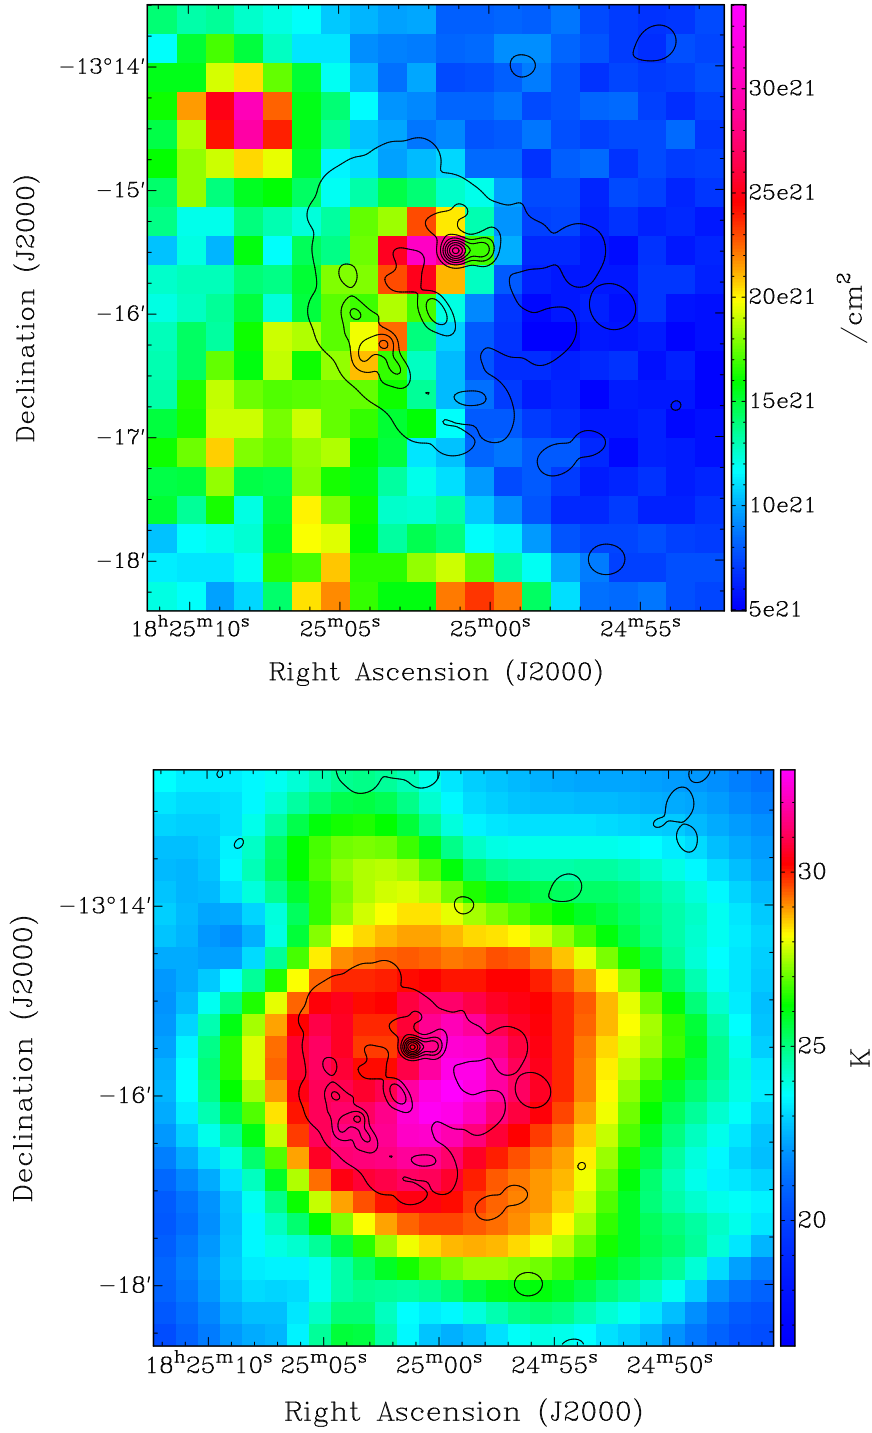 −13°14′
−15′
−16′
−17′
−18′
Declination (J2000)
18ʰ25ᵐ10ˢ 25ᵐ05ˢ 25ᵐ00ˢ 24ᵐ55ˢ
Right Ascension (J2000)
30e21
25e21
20e21
15e21
10e21
5e21
/cm²
−13°14′
−16′
−18′
Declination (J2000)
18ʰ25ᵐ10ˢ 25ᵐ05ˢ 25ᵐ00ˢ 24ᵐ55ˢ 24ᵐ50ˢ
Right Ascension (J2000)
30
25
20
K